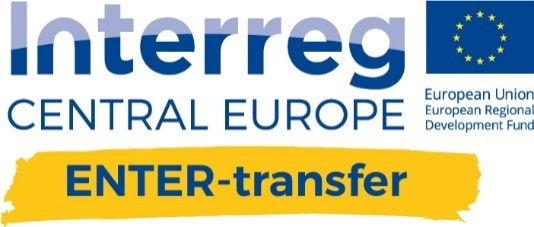 Interreg
CENTRAL EUROPE
European Union
European Regional
Development Fund
ENTER-transfer